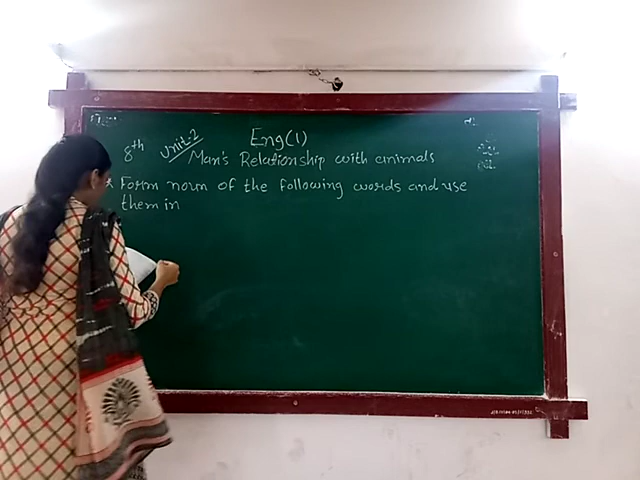 8th Unit-2 Eng(1)
Man's Relationship with animals
Form noun of the following words and use
them in